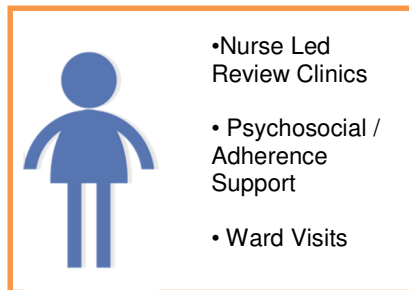 •Nurse Led
Review Clinics
• Psychosocial /
Adherence
Support
• Ward Visits